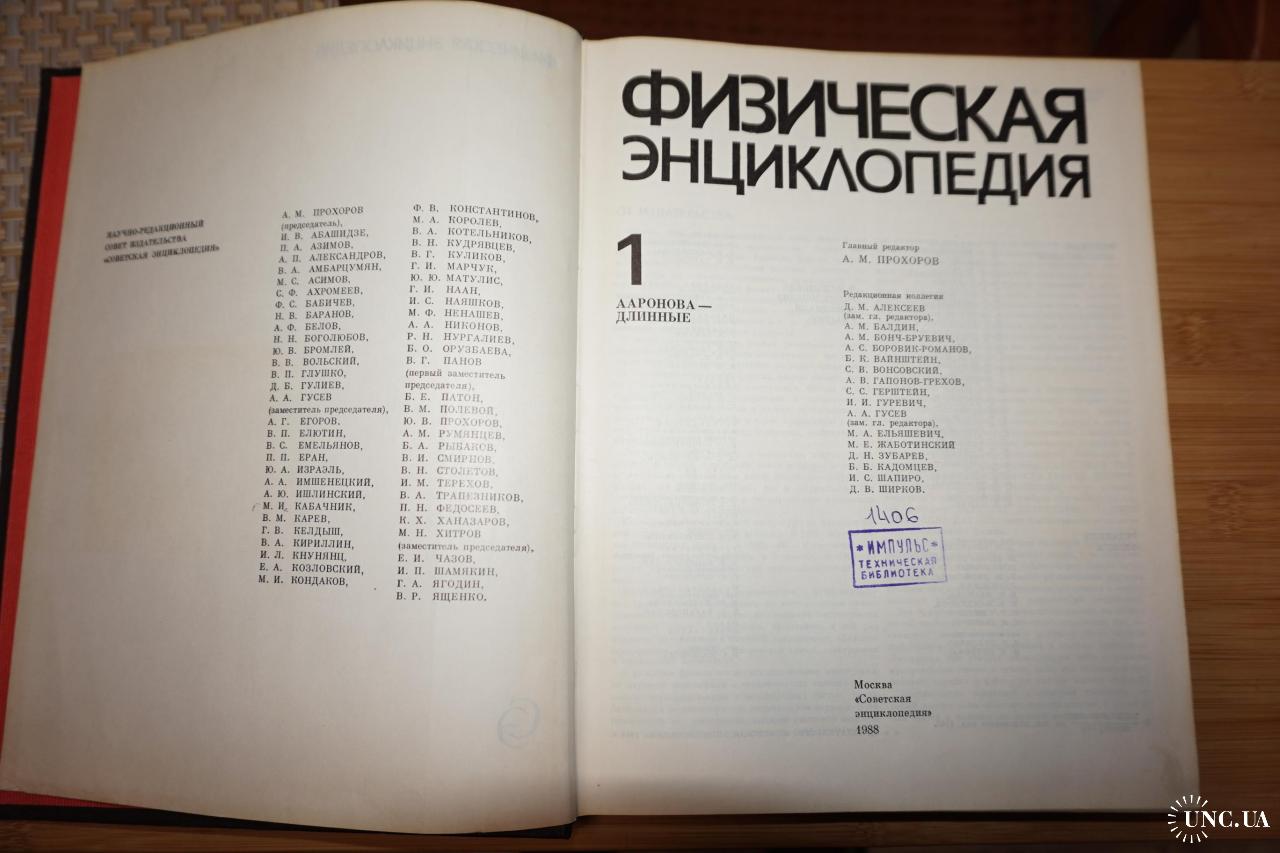 НАУЧНО-РЕДАКЦИОННЫЙ
СОВЕТ ИЗДАТЕЛЬСТВА
«СОВЕТСКАЯ ЭНЦИКЛОПЕДИЯ»
А. М. ПРОХОРОВ
(председатель),
И. В. АБАШИДЗЕ,
П. А. АЗИМОВ,
А. П. АЛЕКСАНДРОВ,
В. А. АМБАРЦУМЯН,
М. С. АСИМОВ,
С. Ф. АХРОМЕЕВ,
Ф. С. БАБИЧЕВ,
Н. В. БАРАНОВ,
А. Ф. БЕЛОВ,
Н. Н. БОГОЛЮБОВ,
Ю. В. БРОМЛЕЙ,
В. В. ВОЛЬСКИЙ,
В. П. ГЛУШКО,
Д. Б. ГУЛИЕВ,
А. А. ГУСЕВ
(заместитель председателя),
А. Г. ЕГОРОВ,
В. П. ЕЛЮТИН,
В. С. ЕМЕЛЬЯНОВ,
П. П. ЕРАН,
Ю. А. ИЗРАЭЛЬ,
А. А. ИМШЕНЕЦКИЙ,
А. Ю. ИШЛИНСКИЙ,
М. И. КАБАЧНИК,
В. М. КАРЕВ,
Г. В. КЕЛДЫШ,
В. А. КИРИЛЛИН,
И. Л. КНУНЯНЦ,
Е. А. КОЗЛОВСКИЙ,
М. И. КОНДАКОВ,
Ф. В. КОНСТАНТИНОВ,
М. А. КОРОЛЕВ,
В. А. КОТЕЛЬНИКОВ,
В. Н. КУДРЯВЦЕВ,
В. Г. КУЛИКОВ,
Г. И. МАРЧУК,
Ю. Ю. МАТУЛИС,
Г. И. НААН,
И. С. НАЯШКОВ,
М. Ф. НЕНАШЕВ,
А. А. НИКОНОВ,
Р. Н. НУРГАЛИЕВ,
Б. О. ОРУЗБАЕВА,
В. Г. ПАНОВ
(первый заместитель
председателя),
Б. Е. ПАТОН,
В. М. ПОЛЕВОЙ,
Ю. В. ПРОХОРОВ,
А. М. РУМЯНЦЕВ,
Б. А. РЫБАКОВ,
В. И. СМИРНОВ,
В. Н. СТОЛЕТОВ,
И. М. ТЕРЕХОВ,
В. А. ТРАПЕЗНИКОВ,
П. Н. ФЕДОСЕЕВ,
К. Х. ХАНАЗАРОВ,
М. Н. ХИТРОВ
(заместитель председателя),
Е. И. ЧАЗОВ,
И. П. ШАМЯКИН,
Г. А. ЯГОДИН,
В. Р. ЯЩЕНКО.
ФИЗИЧЕСКАЯ
ЭНЦИКЛОПЕДИЯ
1
ААРОНОВА —
ДЛИННЫЕ
Главный редактор
А. М. ПРОХОРОВ
Редакционная коллегия
Д. М. АЛЕКСЕЕВ
(зам. гл. редактора),
А. М. БАЛДИН,
А. М. БОНЧ-БРУЕВИЧ,
А. С. БОРОВИК-РОМАНОВ,
Б. К. ВАЙНШТЕЙН,
С. В. ВОНСОВСКИЙ,
А. В. ГАПОНОВ-ГРЕХОВ,
С. С. ГЕРШТЕЙН,
И. И. ГУРЕВИЧ,
А. А. ГУСЕВ
(зам. гл. редактора),
М. А. ЕЛЬЯШЕВИЧ,
М. Е. ЖАБОТИНСКИЙ
Д. Н. ЗУБАРЕВ,
Б. Б. КАДОМЦЕВ,
И. С. ШАПИРО,
Д. В. ШИРКОВ.
1406
* ИМПУЛЬС *
ТЕХНИЧЕСКАЯ
БИБЛИОТЕКА
Москва
«Советская
энциклопедия»
1988
UNC.UA